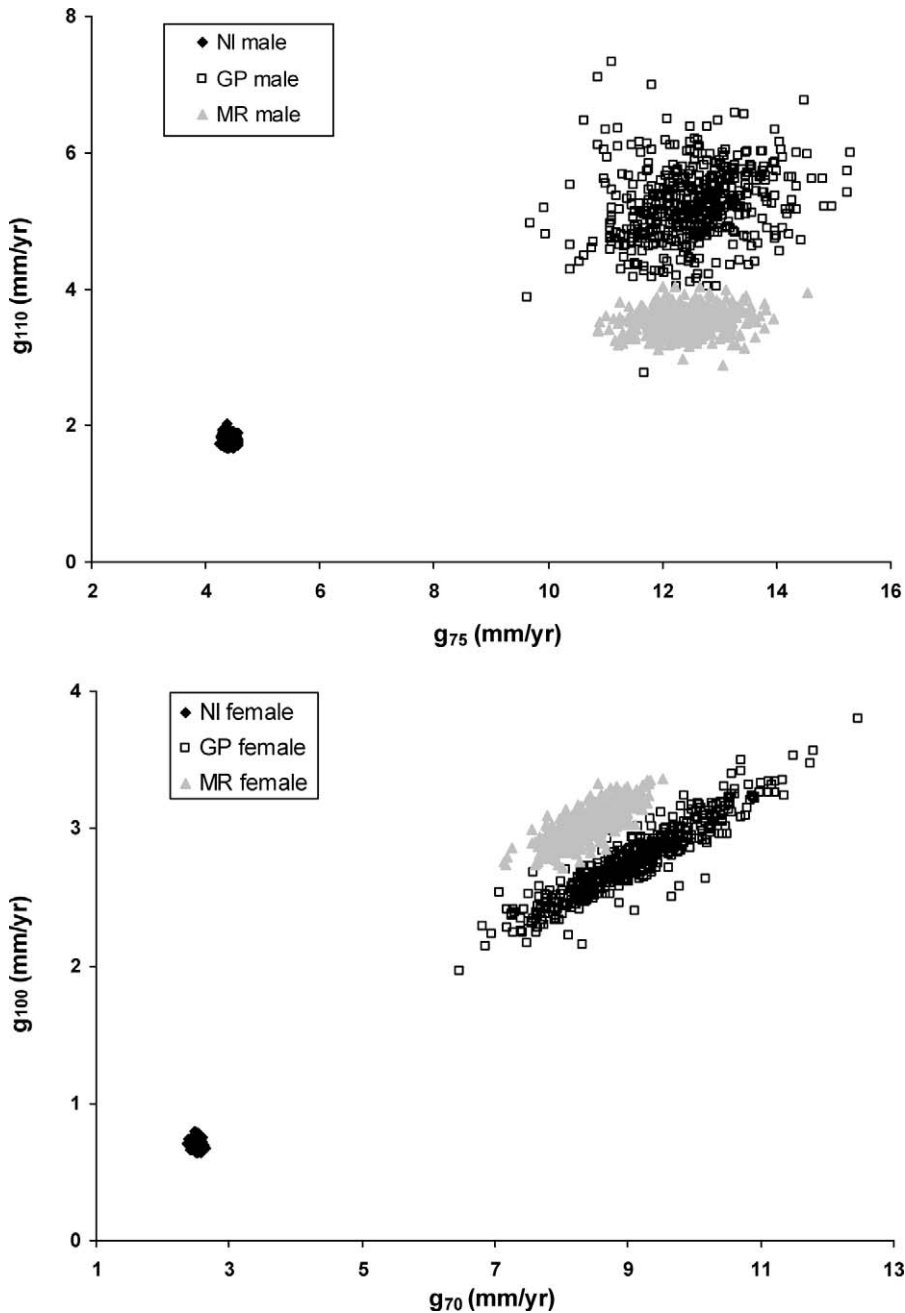 8
NI male
GP male
MR male
6
g110 (mm/yr)
4
2
0
2 4 6 8 10 12 14 16
g75 (mm/yr)
4
NI female
GP female
MR female
3
g100 (mm/yr)
2
1
0
1 3 5 7 9 11 13
g70 (mm/yr)